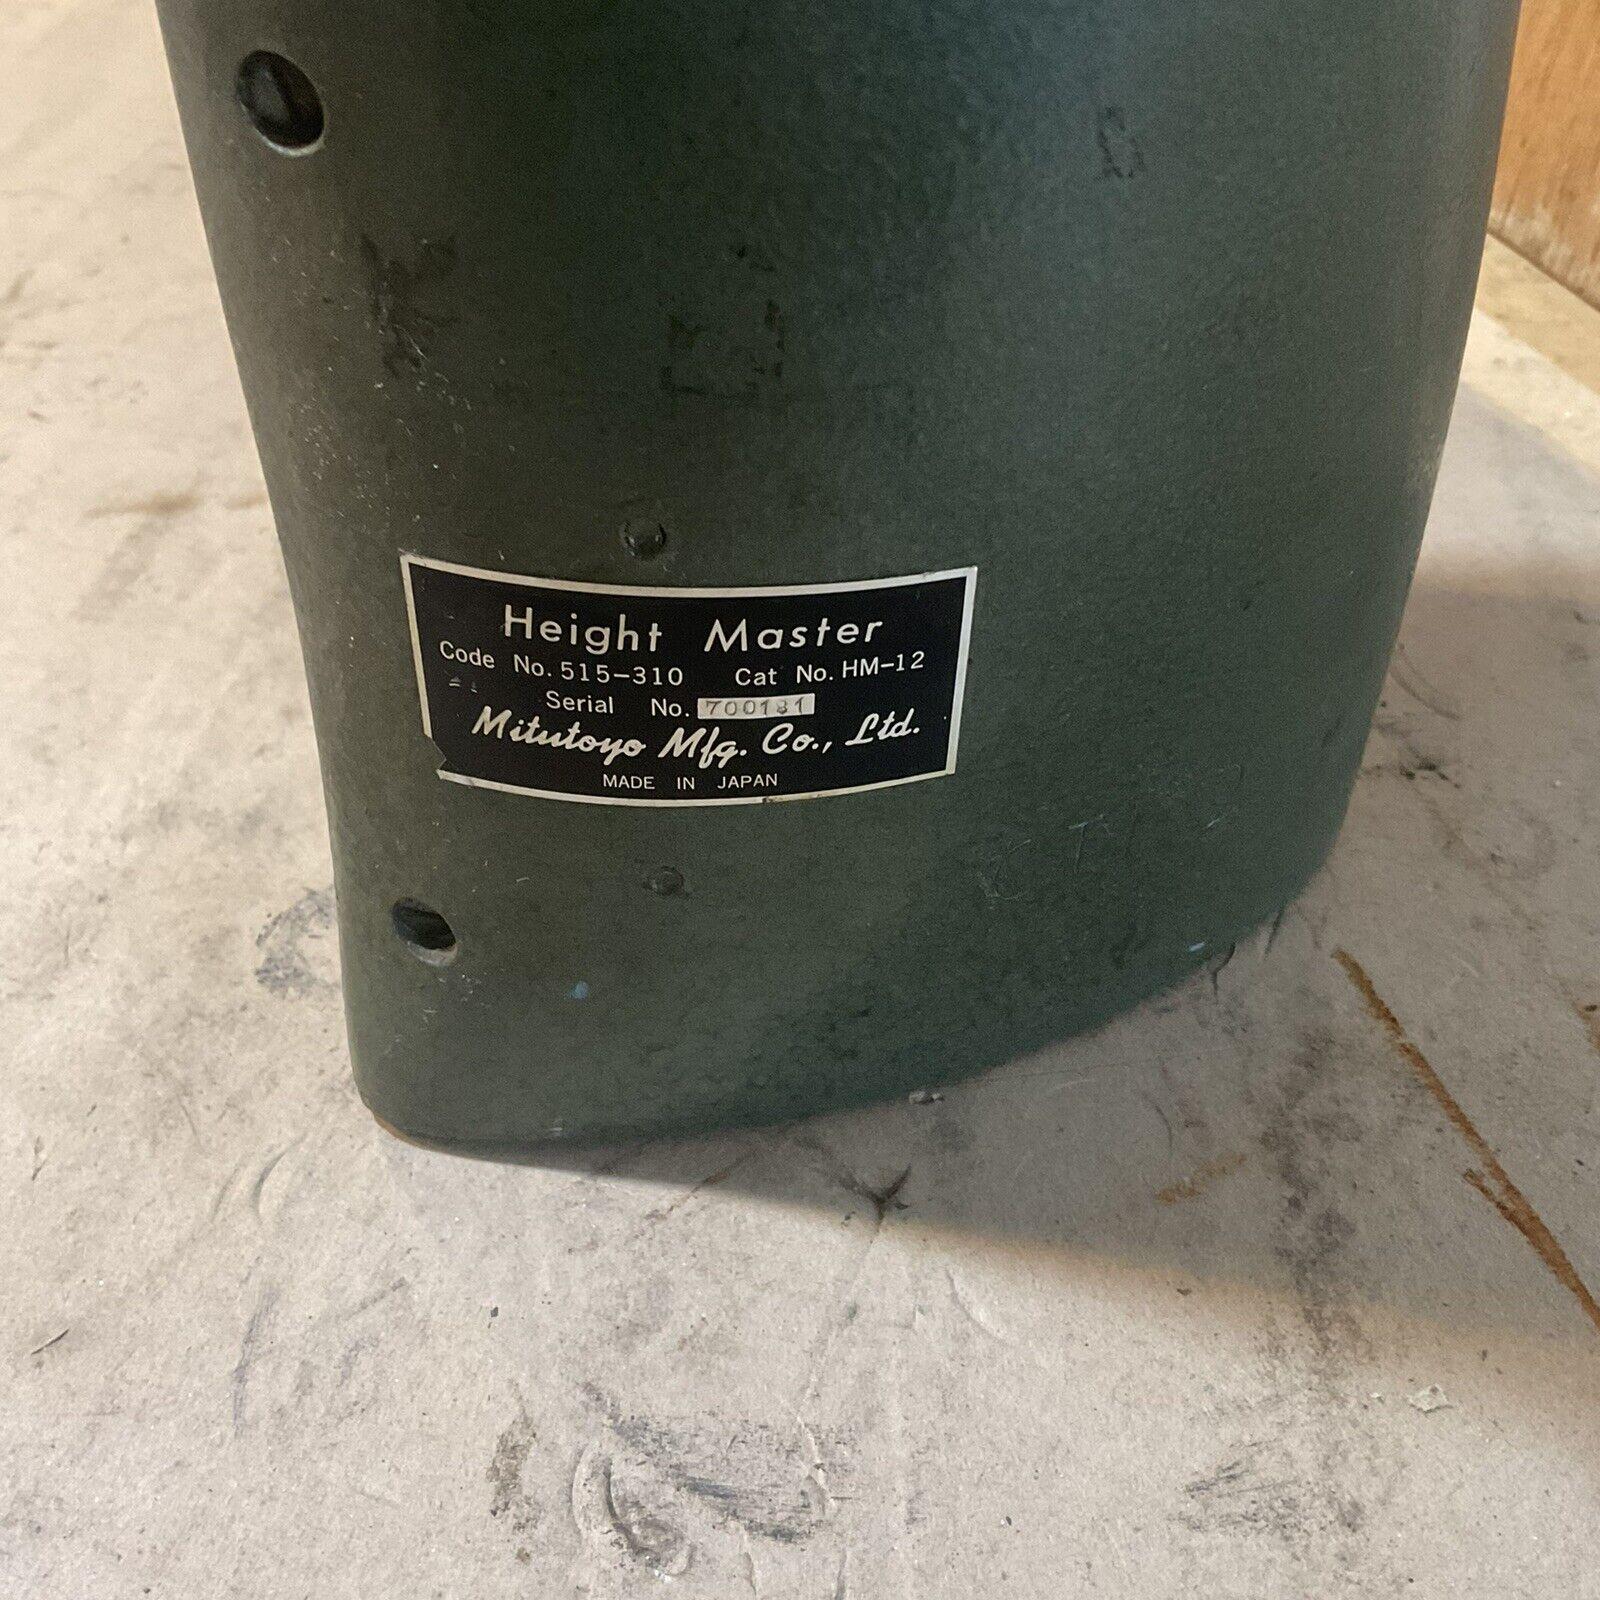 Height Master
Code No. 515-310 Cat No. HM-12
Serial No. 700181
Mitutoyo Mfg. Co., Ltd.
MADE IN JAPAN